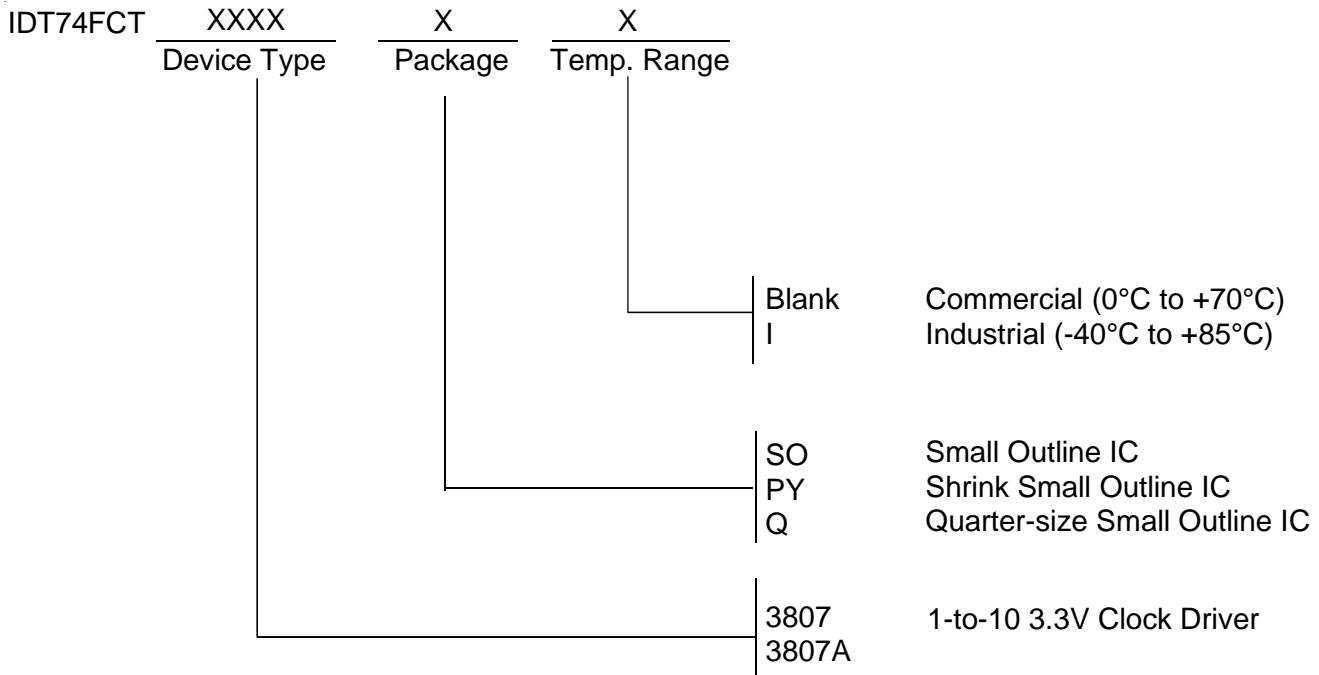 IDT74FCT XXXX X X
Device Type Package Temp. Range
Blank Commercial (0°C to +70°C)
I Industrial (-40°C to +85°C)
SO Small Outline IC
PY Shrink Small Outline IC
Q Quarter-size Small Outline IC
3807 1-to-10 3.3V Clock Driver
3807A